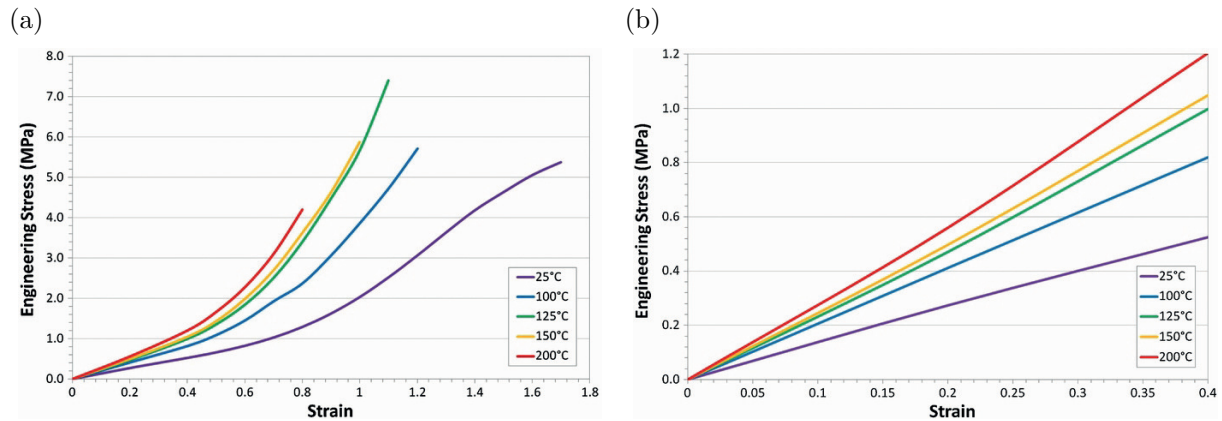 (a)
8.0
7.0
6.0
5.0
4.0
3.0
2.0
1.0
0.0
Engineering Stress (MPa)
25°C
100°C
125°C
150°C
200°C
0
0.2
0.4
0.6
0.8
1
1.2
1.4
1.6
1.8
Strain
(b)
1.2
1.0
0.8
0.6
0.4
0.2
0.0
Engineering Stress (MPa)
25°C
100°C
125°C
150°C
200°C
0
0.05
0.1
0.15
0.2
0.25
0.3
0.35
0.4
Strain